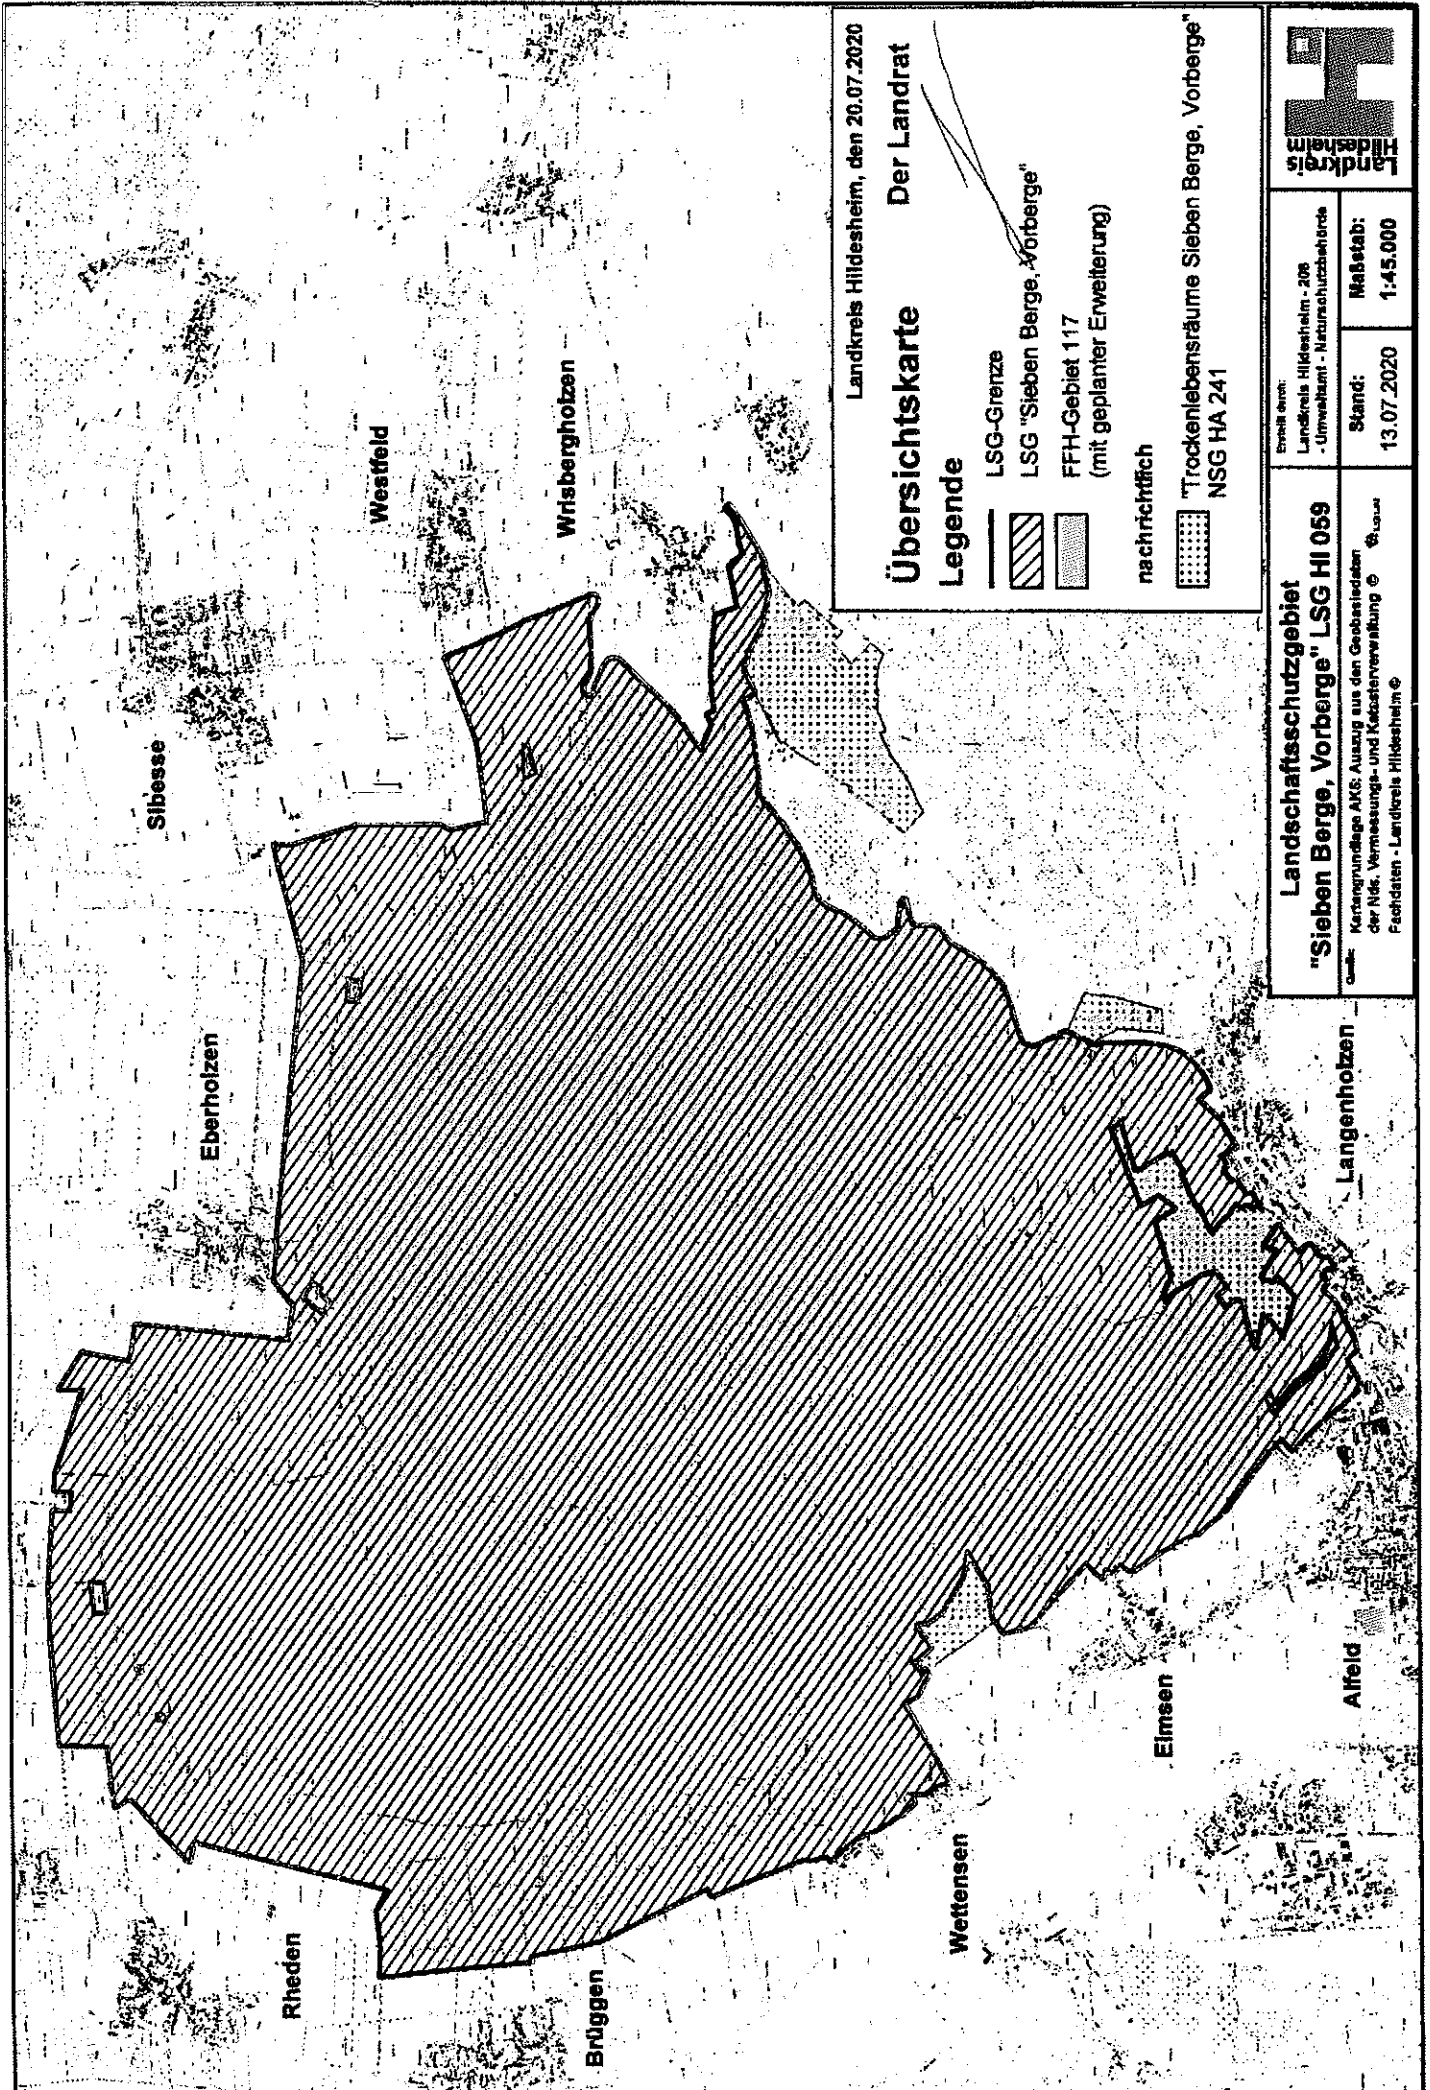 Rheden
Brüggen
Eberholzen
Sibesse
Westfeld
Wrisbergholzen
Wettensen
Eimsen
Alfeld
Langenholzen
Landkreis Hildesheim, den 20.07.2020
Übersichtskarte
Der Landrat
Legende
LSG-Grenze
LSG "Sieben Berge, Vorberge"
FFH-Gebiet 117
(mit geplanter Erweiterung)
nachrichtlich
"Trockenlebensräume Sieben Berge, Vorberge"
NSG HA 241
Landschaftsschutzgebiet
"Sieben Berge, Vorberge" LSG HI 059
Quelle: Kartengrundlage AK5: Auszug aus den Geobasisdaten
der Nds. Vermessungs- und Katasterverwaltung ©
Fachdaten - Landkreis Hildesheim ©
Erstellt durch:
Landkreis Hildesheim - 208
- Umweltamt - Naturschutzbehörde
Stand:
13.07.2020
Maßstab:
1:45.000
Landkreis
Hildesheim